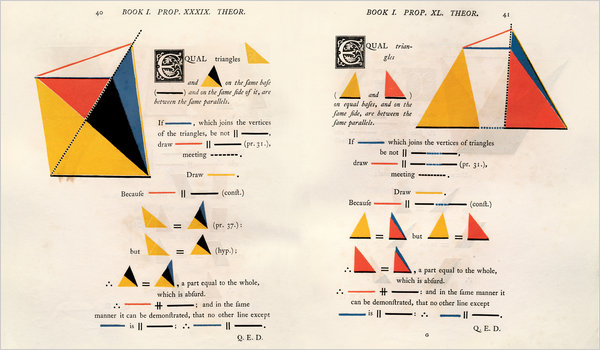 40 BOOK I. PROP. XXXIX. THEOR.
EQUAL triangles
and
on the ſame baſe
( ) and on the ſame ſide of it, are
between the ſame parallels.
If , which joins the vertices
of the triangles, be not ∥ ,
draw ∥ (pr. 31.),
meeting .
Draw .
Becauſe ∥ (conſt.)
= (pr. 37.) :
but = (hyp.) ;
∴ = , a part equal to the whole,
which is abſurd.
∴ ∦ ; and in the ſame
manner it can be demonſtrated, that no other line except
is ∥ ; ∴ ∥ .
Q. E. D.
BOOK I. PROP. XL. THEOR. 41
EQUAL trian-
gles
( and )
on equal baſes, and on the
ſame ſide, are between the
ſame parallels.
If which joins the vertices of triangles
be not ∥ ,
draw ∥ (pr. 31.),
meeting .
Draw .
Becauſe ∥ (conſt.)
= but =
∴ = , a part equal to the whole,
which is abſurd.
∴ ∦ ; and in the ſame manner it
can be demonſtrated, that no other line except
is ∥ : ∴ ∥ .
Q. E. D.
G